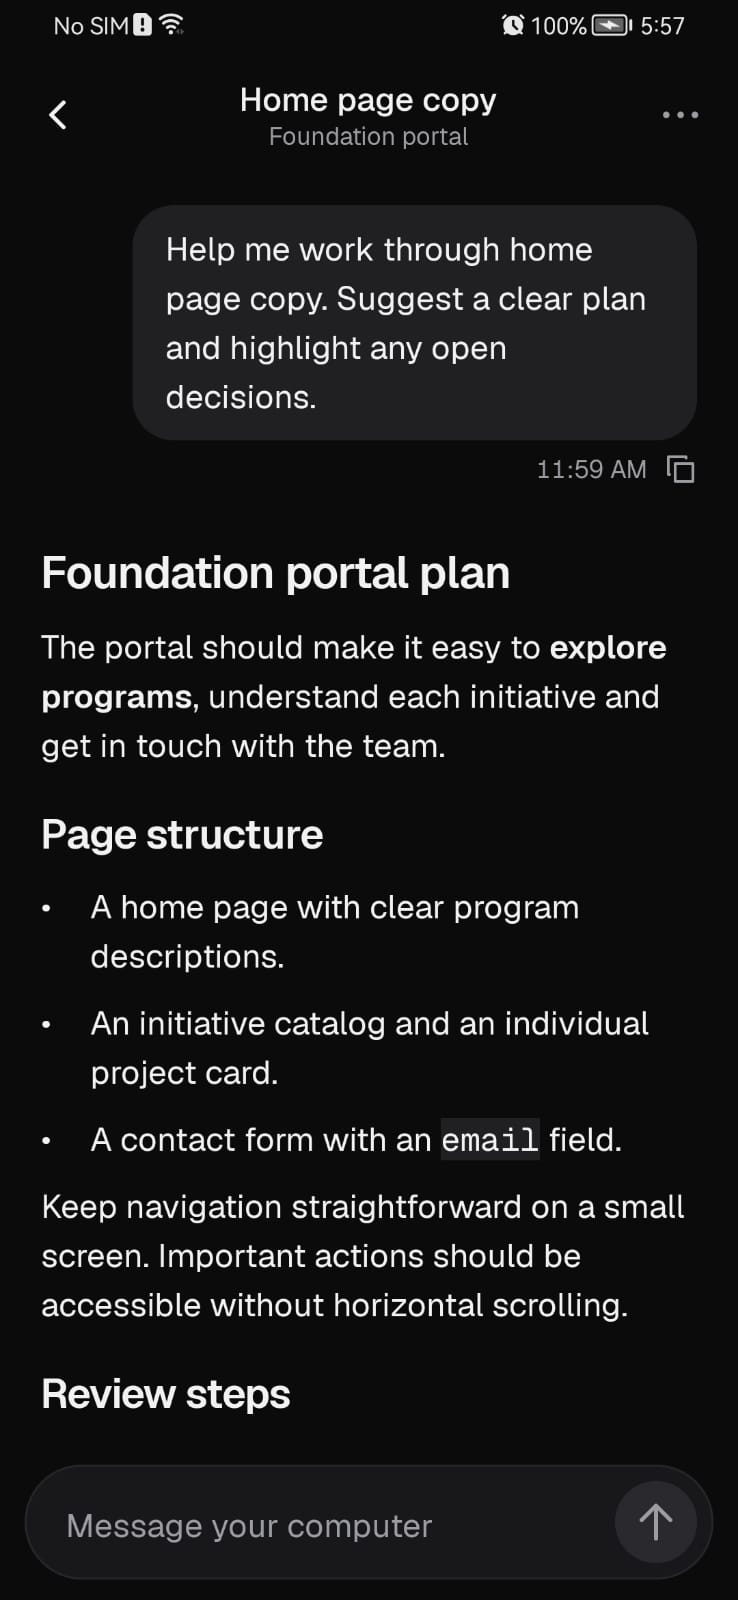 No SIM 100% 5:57
Home page copy
Foundation portal
Help me work through home
page copy. Suggest a clear plan
and highlight any open
decisions.
11:59 AM
Foundation portal plan
The portal should make it easy to explore
programs, understand each initiative and
get in touch with the team.
Page structure
• A home page with clear program
descriptions.
• An initiative catalog and an individual
project card.
• A contact form with an email field.
Keep navigation straightforward on a small
screen. Important actions should be
accessible without horizontal scrolling.
Review steps
Message your computer